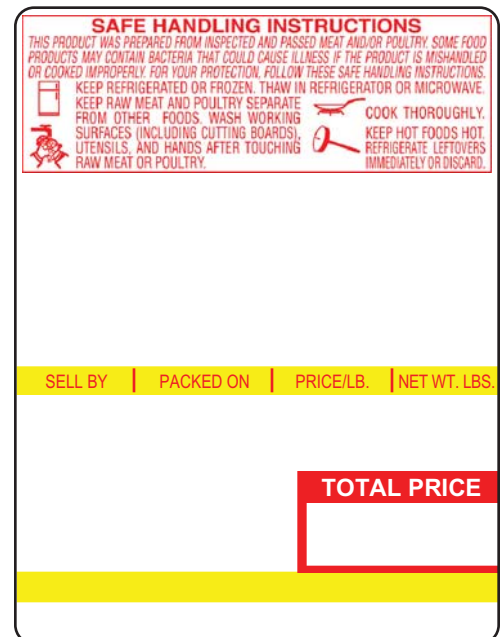 SAFE HANDLING INSTRUCTIONS
THIS PRODUCT WAS PREPARED FROM INSPECTED AND PASSED MEAT AND/OR POULTRY. SOME FOOD
PRODUCTS MAY CONTAIN BACTERIA THAT COULD CAUSE ILLNESS IF THE PRODUCT IS MISHANDLED
OR COOKED IMPROPERLY. FOR YOUR PROTECTION, FOLLOW THESE SAFE HANDLING INSTRUCTIONS.
KEEP REFRIGERATED OR FROZEN. THAW IN REFRIGERATOR OR MICROWAVE.
KEEP RAW MEAT AND POULTRY SEPARATE
FROM OTHER FOODS. WASH WORKING
SURFACES (INCLUDING CUTTING BOARDS),
UTENSILS, AND HANDS AFTER TOUCHING
RAW MEAT OR POULTRY.
COOK THOROUGHLY.
KEEP HOT FOODS HOT.
REFRIGERATE LEFTOVERS
IMMEDIATELY OR DISCARD.
SELL BY PACKED ON PRICE/LB. NET WT. LBS.
TOTAL PRICE